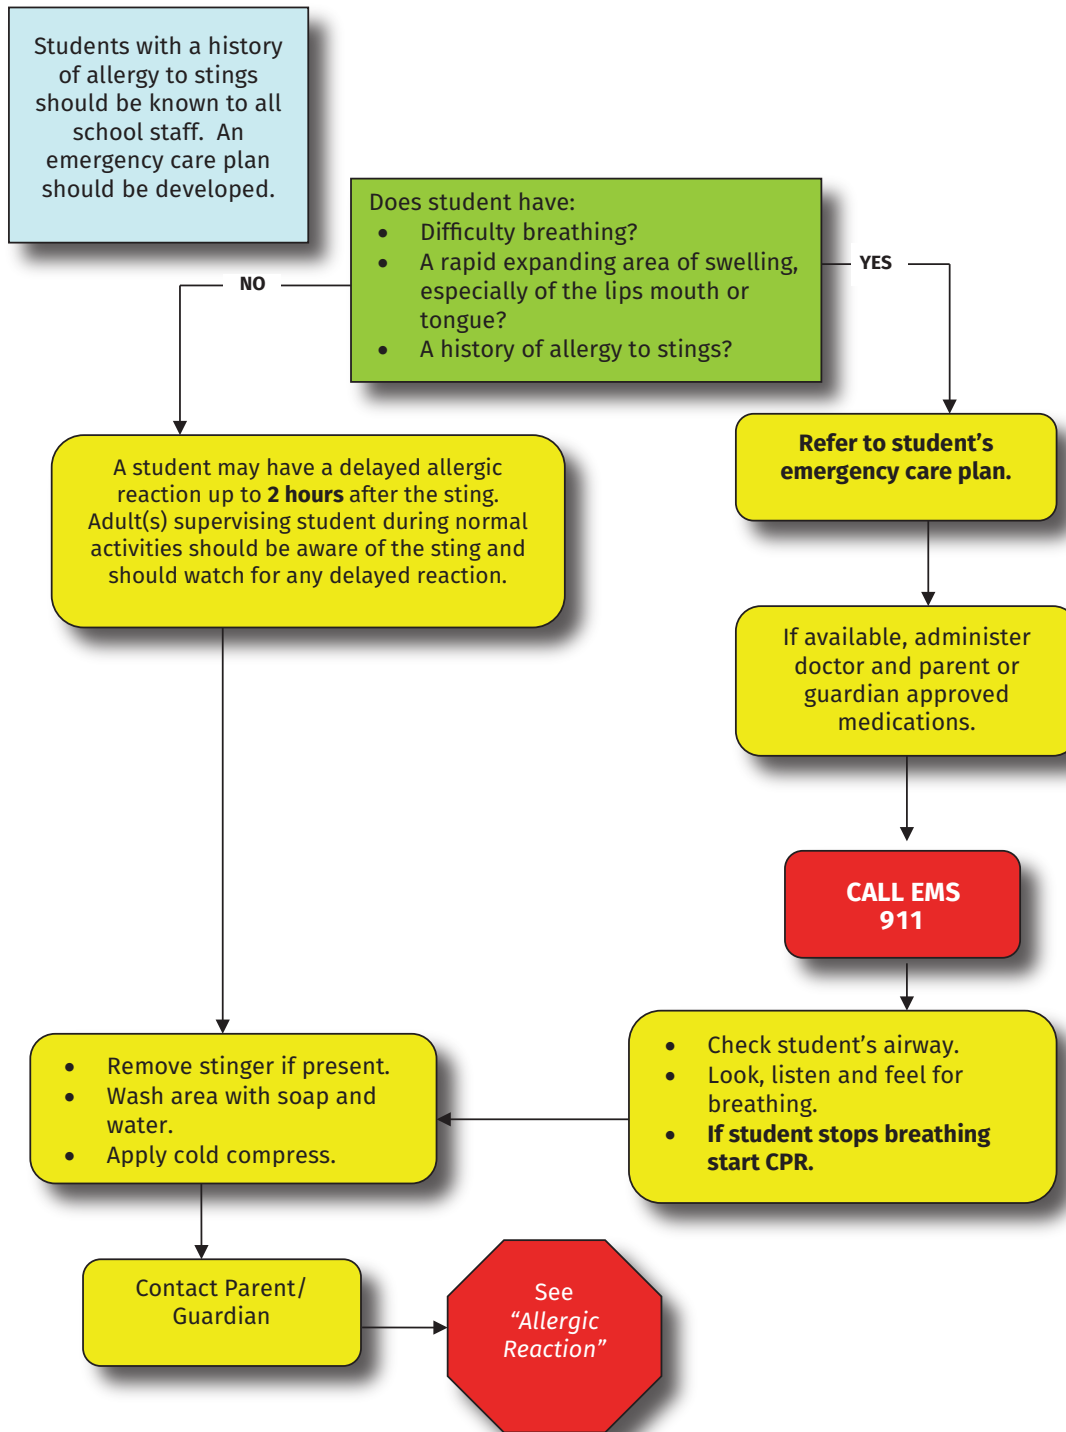 Students with a history
of allergy to stings
should be known to all
school staff. An
emergency care plan
should be developed.
Does student have:
• Difficulty breathing?
• A rapid expanding area of swelling,
especially of the lips mouth or
tongue?
• A history of allergy to stings?
NO
YES
A student may have a delayed allergic
reaction up to 2 hours after the sting.
Adult(s) supervising student during normal
activities should be aware of the sting and
should watch for any delayed reaction.
Refer to student’s
emergency care plan.
If available, administer
doctor and parent or
guardian approved
medications.
CALL EMS
911
• Check student’s airway.
• Look, listen and feel for
breathing.
• If student stops breathing
start CPR.
• Remove stinger if present.
• Wash area with soap and
water.
• Apply cold compress.
Contact Parent/
Guardian
See
“Allergic
Reaction”